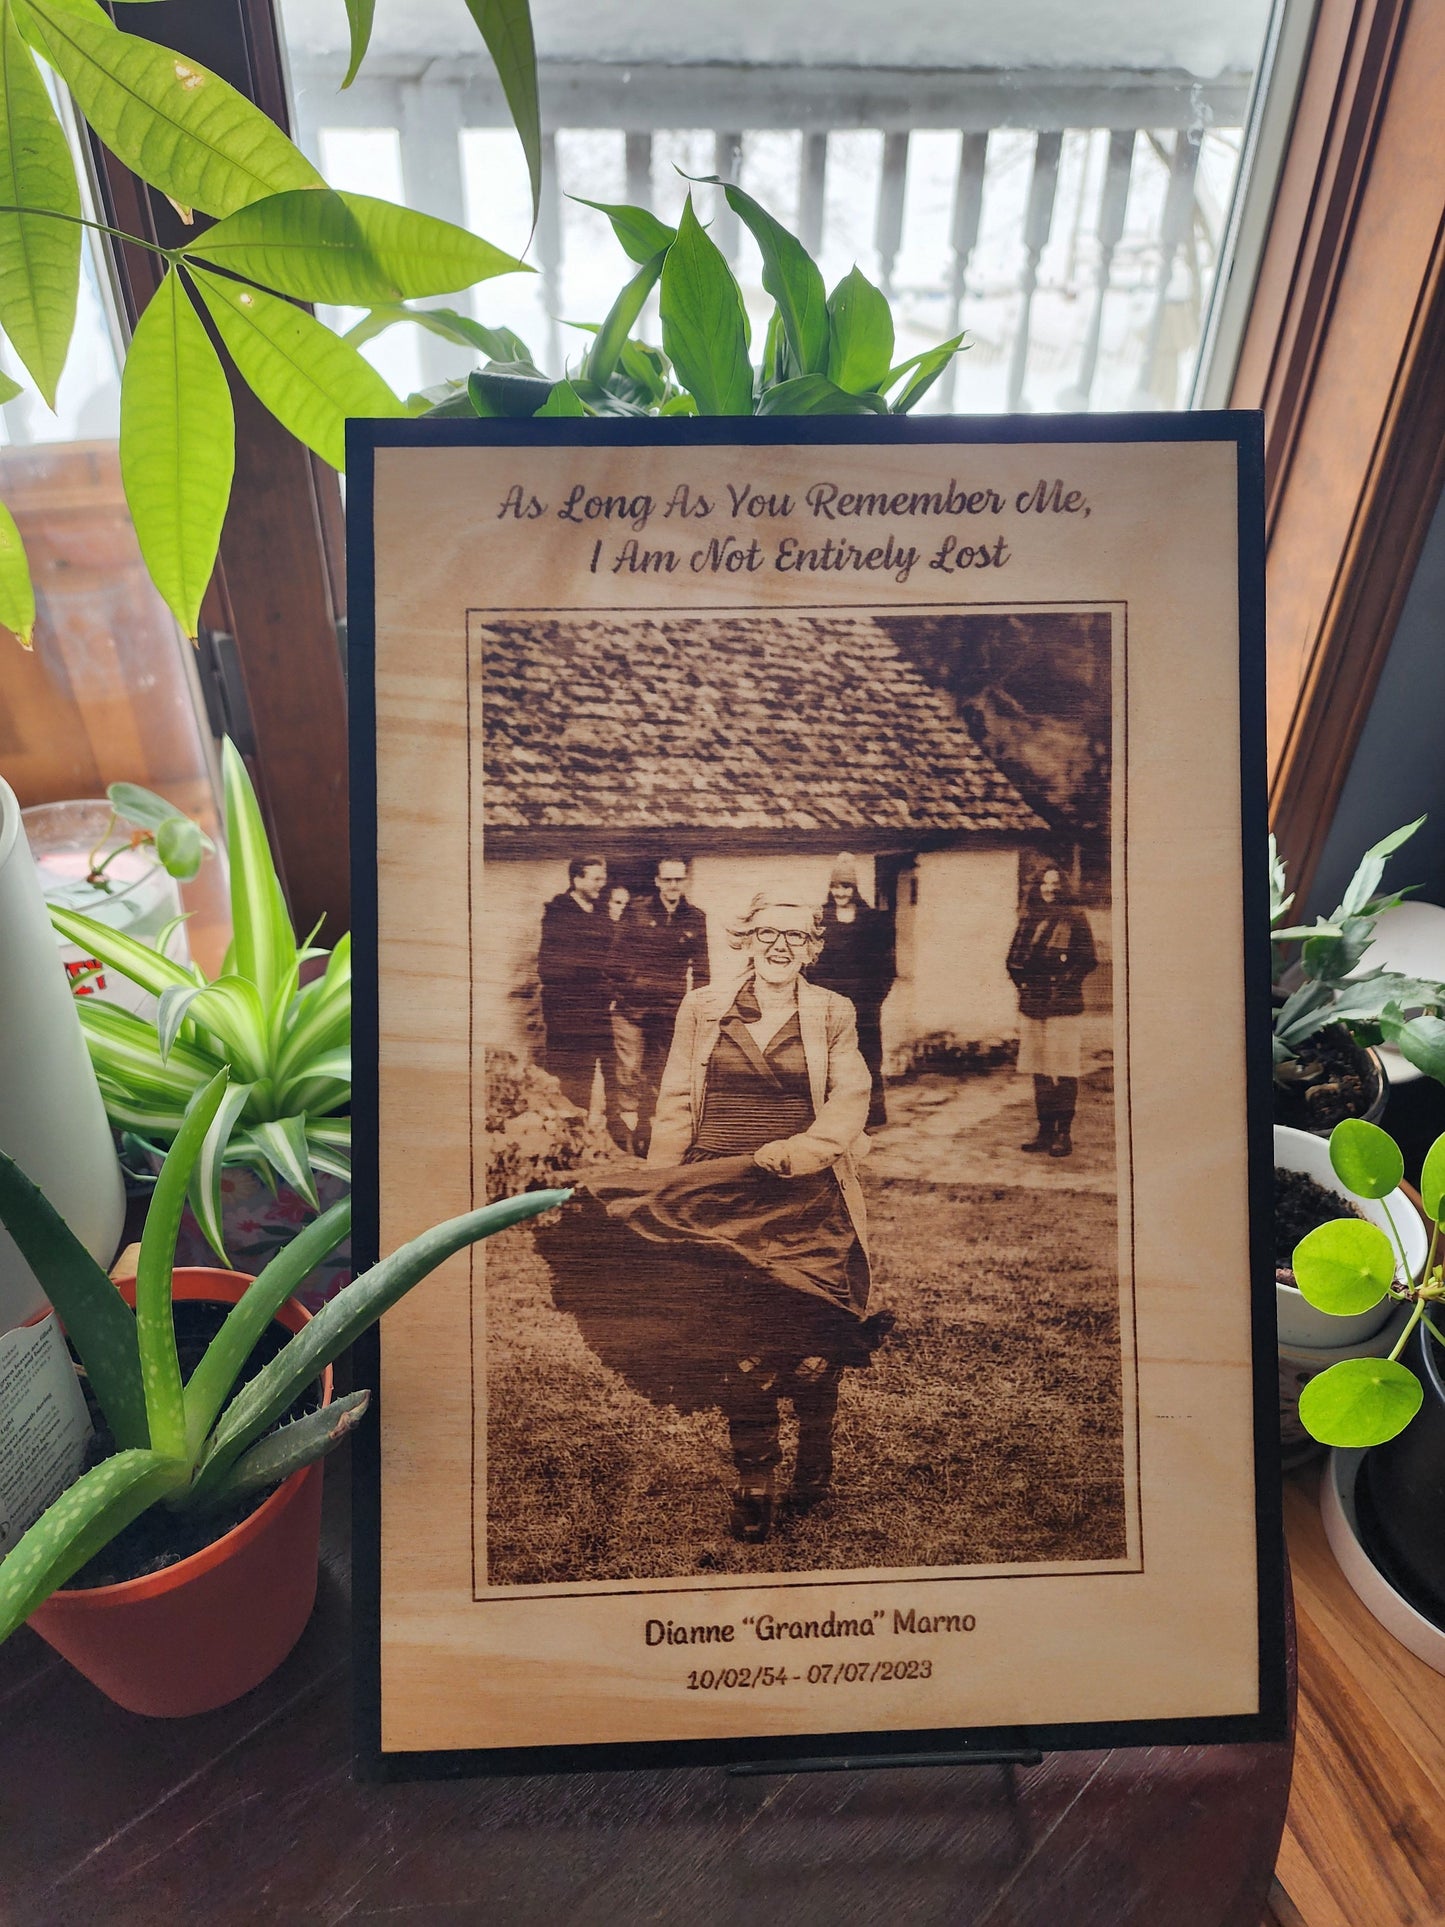 As Long As You Remember Me,
I Am Not Entirely Lost
Dianne “Grandma” Marno
10/02/54 - 07/07/2023